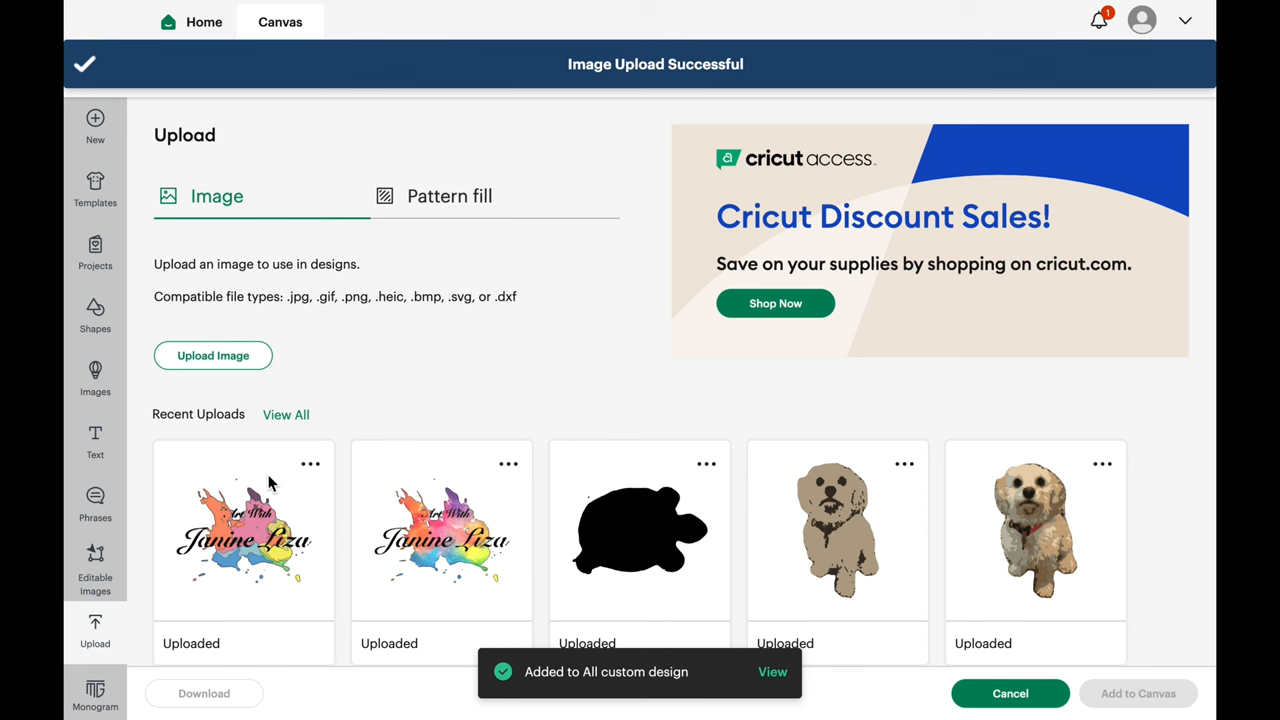 Home
Canvas
1
Image Upload Successful
New
Templates
Projects
Shapes
Images
Text
Phrases
Editable
Images
Upload
MG
Monogram
Upload
Image
Pattern fill
Upload an image to use in designs.
Compatible file types: .jpg, .gif, .png, .heic, .bmp, .svg, or .dxf
Upload Image
a cricut access
Cricut Discount Sales!
Save on your supplies by shopping on cricut.com.
Shop Now
Recent Uploads
View All
Art With
Janine Liza
Art With
Janine Liza
Uploaded
Uploaded
Uploaded
Uploaded
Uploaded
Added to All custom design
View
Download
Cancel
Add to Canvas